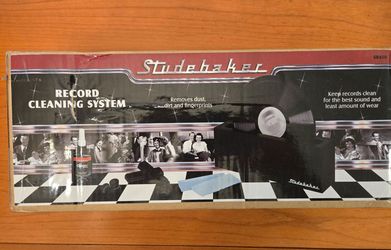 Studebaker
RECORD
CLEANING SYSTEM
Removes dust,
dirt and fingerprints
Keep records clean
for the best sound and
least amount of wear
Studebaker